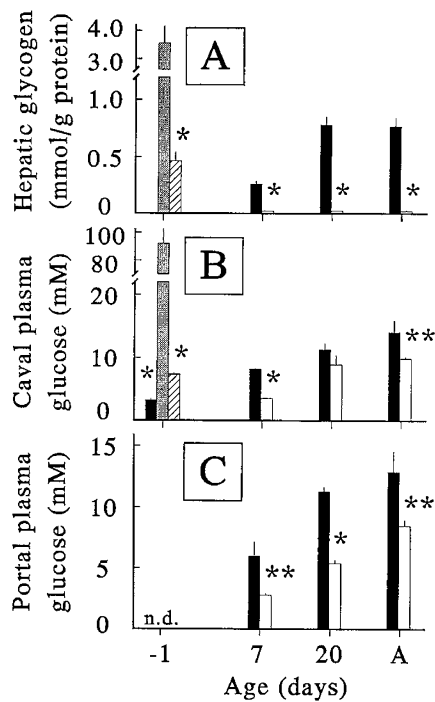 Hepatic glycogen
(mmol/g protein)
4.0
3.0
1.0
0.5
0
A
*
*
*
*
Caval plasma
glucose (mM)
100
80
20
10
0
B
*
*
*
**
Portal plasma
glucose (mM)
15
10
5
0
C
n.d.
**
*
**
-1
7
20
A
Age (days)